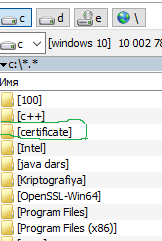 c d e
c [windows 10] 10 002 78
c:\*.*
Имя
[100]
[c++]
[certificate]
[Intel]
[java dars]
[Kriptografiya]
[OpenSSL-Win64]
[Program Files]
[Program Files (x86)]